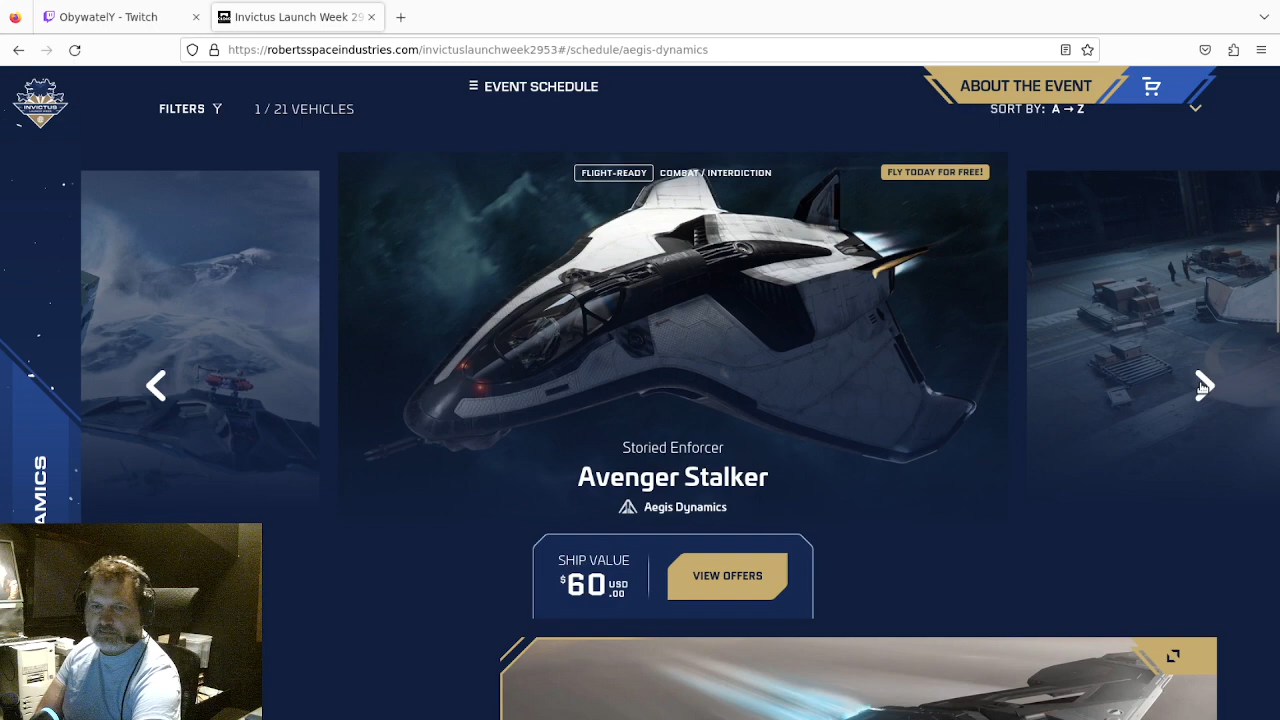 ObywatelY - Twitch
Invictus Launch Week 29
https://robertsspaceindustries.com/invictuslaunchweek2953#/schedule/aegis-dynamics
INVICTUS
EVENT SCHEDULE
ABOUT THE EVENT
FILTERS
1 / 21 VEHICLES
SORT BY: A → Z
FLIGHT-READY
COMBAT / INTERDICTION
FLY TODAY FOR FREE!
Storied Enforcer
Avenger Stalker
Aegis Dynamics
AMICS
SHIP VALUE
$60 USD .00
VIEW OFFERS